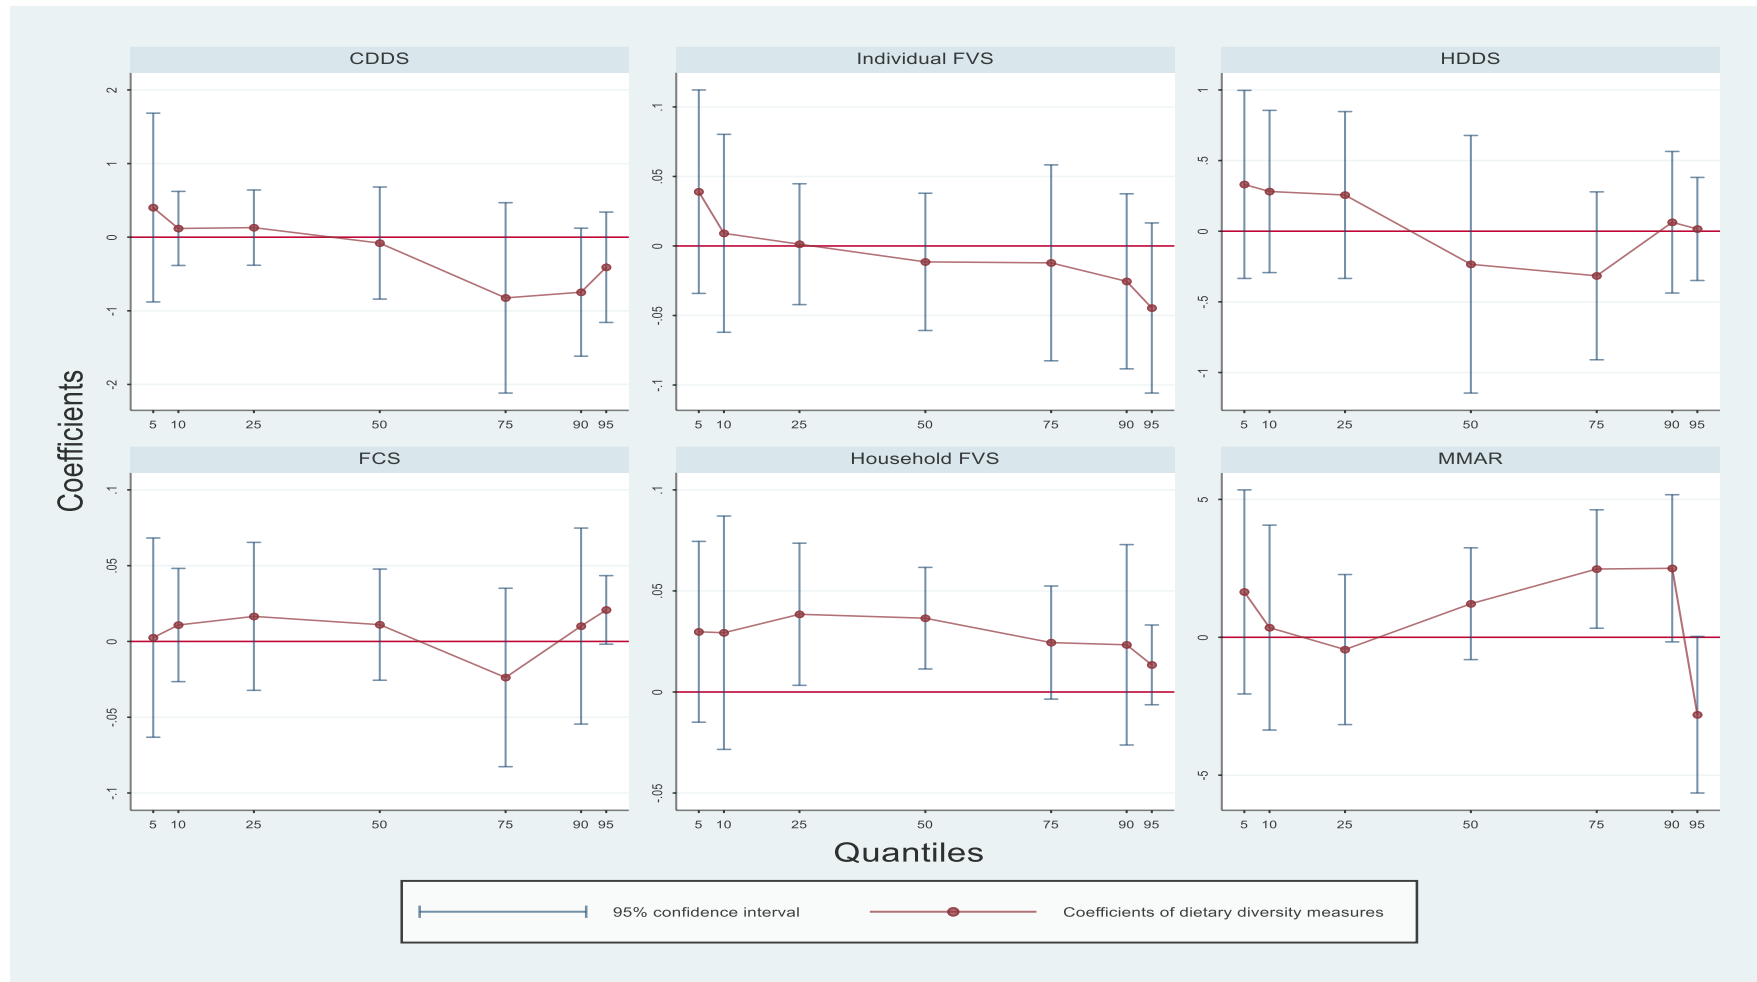 Coefficients
CDDS
2
1
0
-1
-2
5 10 25 50 75 90 95
Individual FVS
.1
.05
0
-.05
-.1
5 10 25 50 75 90 95
HDDS
1
.5
0
-.5
-1
5 10 25 50 75 90 95
FCS
.1
.05
0
-.05
-.1
5 10 25 50 75 90 95
Household FVS
.1
.05
0
-.05
5 10 25 50 75 90 95
MMAR
5
0
-5
5 10 25 50 75 90 95
Quantiles
95% confidence interval
Coefficients of dietary diversity measures